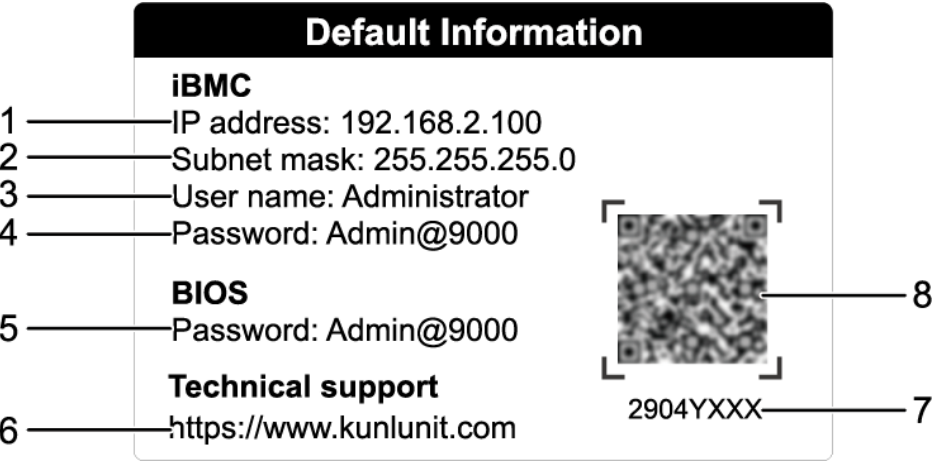 Default Information
iBMC
1 IP address: 192.168.2.100
2 Subnet mask: 255.255.255.0
3 User name: Administrator
4 Password: Admin@9000
BIOS
5 Password: Admin@9000
8
Technical support
2904YXXX 7
6 https://www.kunlunit.com